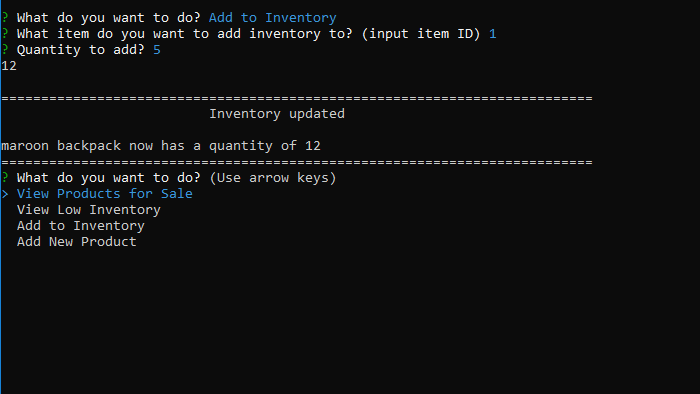 ? What do you want to do? Add to Inventory
? What item do you want to add inventory to? (input item ID) 1
? Quantity to add? 5
12
==========================================================================
Inventory updated
maroon backpack now has a quantity of 12
==========================================================================
? What do you want to do? (Use arrow keys)
> View Products for Sale
View Low Inventory
Add to Inventory
Add New Product